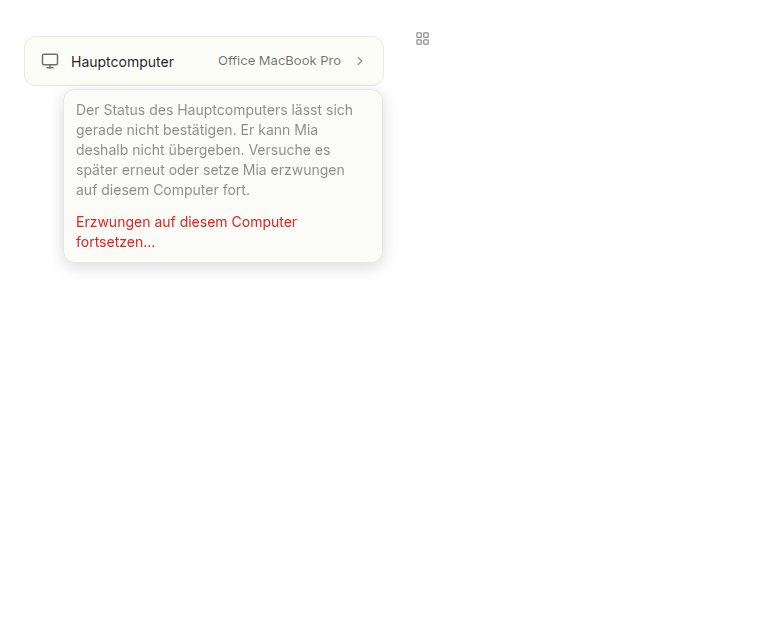 Hauptcomputer Office MacBook Pro
Der Status des Hauptcomputers lässt sich
gerade nicht bestätigen. Er kann Mia
deshalb nicht übergeben. Versuche es
später erneut oder setze Mia erzwungen
auf diesem Computer fort.
Erzwungen auf diesem Computer
fortsetzen...